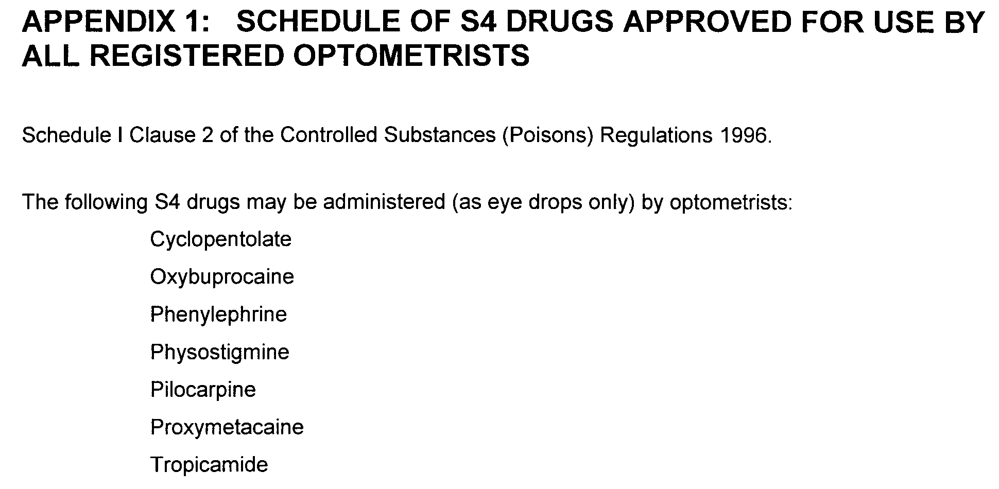 APPENDIX 1: SCHEDULE OF S4 DRUGS APPROVED FOR USE BY
ALL REGISTERED OPTOMETRISTS
Schedule I Clause 2 of the Controlled Substances (Poisons) Regulations 1996.
The following S4 drugs may be administered (as eye drops only) by optometrists:
Cyclopentolate
Oxybuprocaine
Phenylephrine
Physostigmine
Pilocarpine
Proxymetacaine
Tropicamide